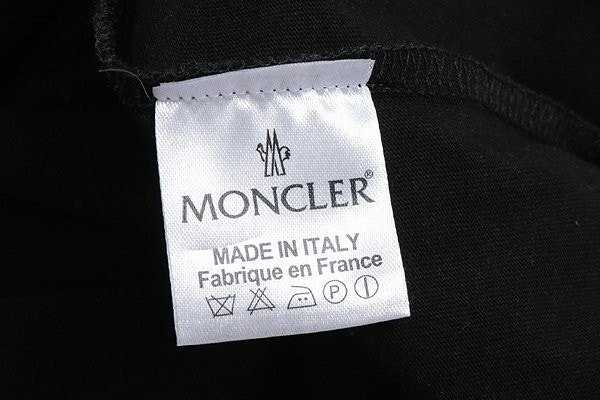 MONCLER®
MADE IN ITALY
Fabrique en France
P